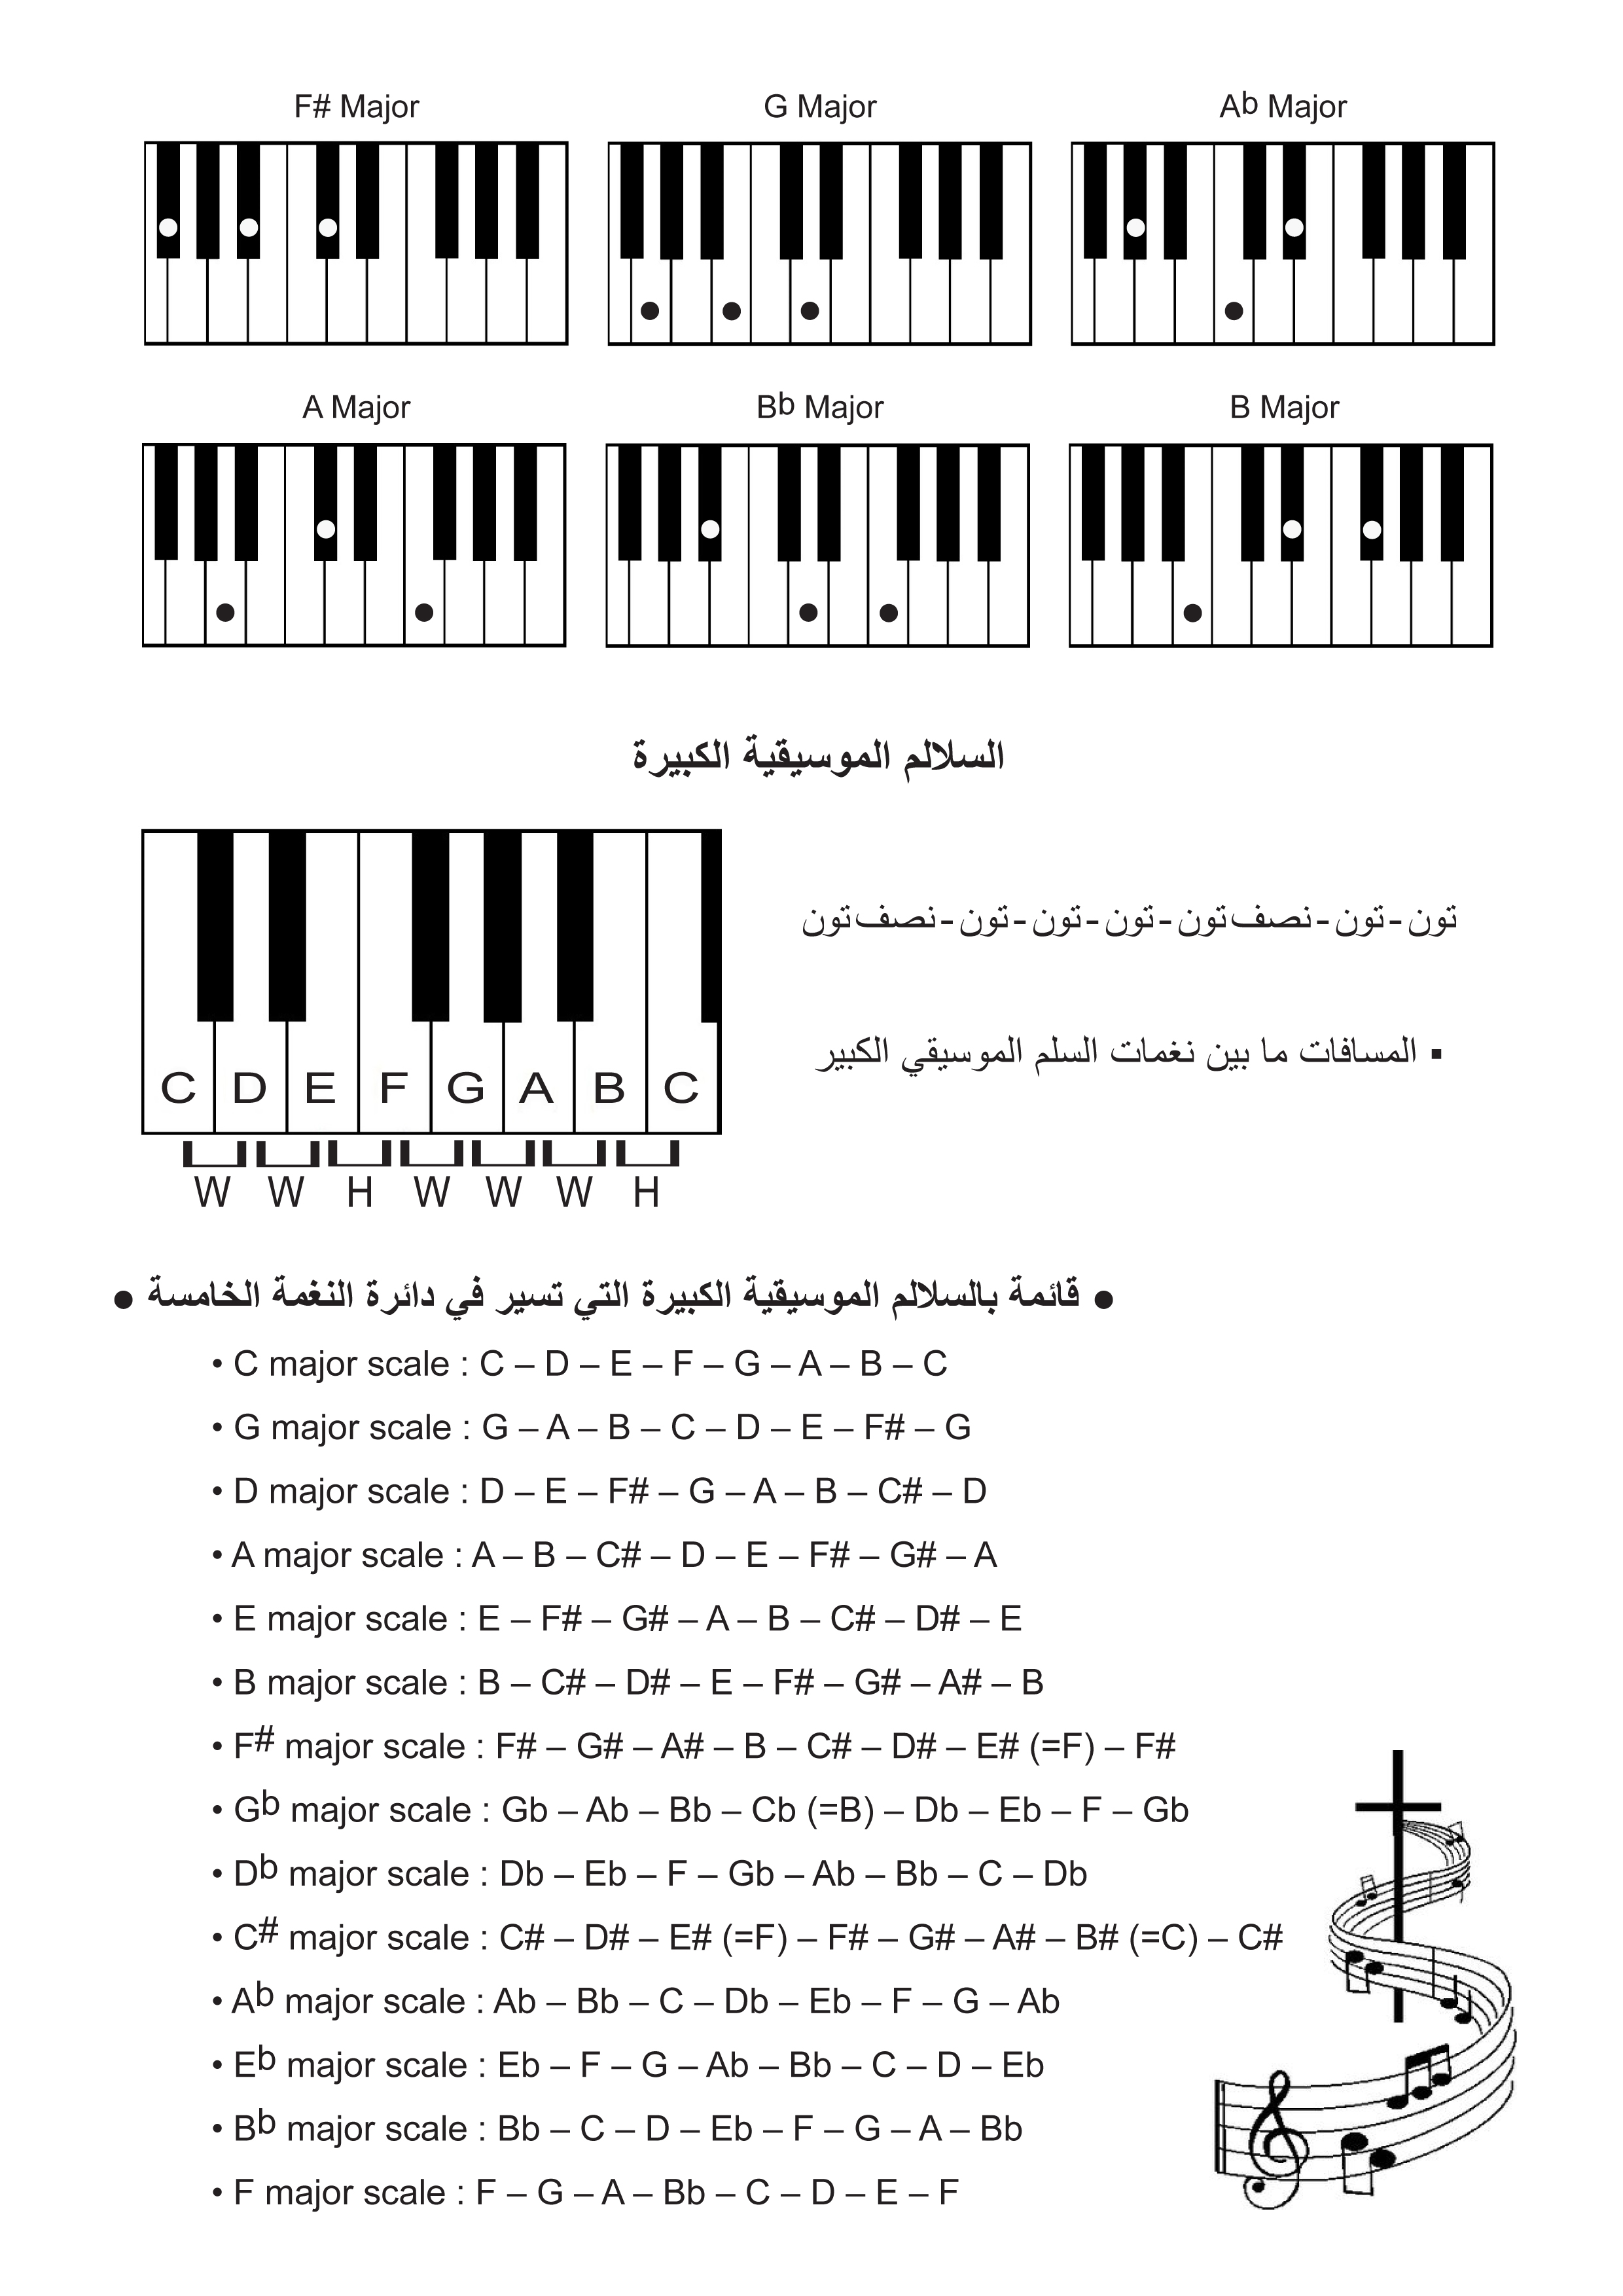 F# Major
G Major
Ab Major
A Major
Bb Major
B Major
السلالم الموسيقية الكبيرة
تون - تون - نصف تون - تون - تون - تون - نصف تون
▪ المسافات ما بين نغمات السلم الموسيقي الكبير
C D E F G A B C
W W H W W W H
● قائمة بالسلالم الموسيقية الكبيرة التي تسير في دائرة النغمة الخامسة ●
• C major scale : C – D – E – F – G – A – B – C
• G major scale : G – A – B – C – D – E – F# – G
• D major scale : D – E – F# – G – A – B – C# – D
• A major scale : A – B – C# – D – E – F# – G# – A
• E major scale : E – F# – G# – A – B – C# – D# – E
• B major scale : B – C# – D# – E – F# – G# – A# – B
• F# major scale : F# – G# – A# – B – C# – D# – E# (=F) – F#
• Gb major scale : Gb – Ab – Bb – Cb (=B) – Db – Eb – F – Gb
• Db major scale : Db – Eb – F – Gb – Ab – Bb – C – Db
• C# major scale : C# – D# – E# (=F) – F# – G# – A# – B# (=C) – C#
• Ab major scale : Ab – Bb – C – Db – Eb – F – G – Ab
• Eb major scale : Eb – F – G – Ab – Bb – C – D – Eb
• Bb major scale : Bb – C – D – Eb – F – G – A – Bb
• F major scale : F – G – A – Bb – C – D – E – F